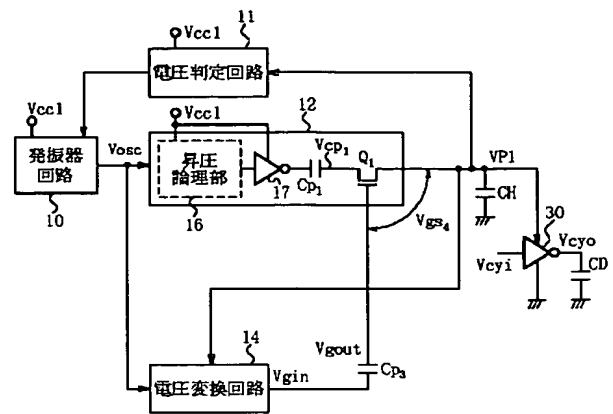 Vcc1
11
電圧判定回路
Vcc1
Vcc1
12
発振器
回路
10
Vosc
昇圧
論理部
16
17
Cp1
Vcp1
Q1
VP1
CH
Vgs4
30
Vcyi
Vcyo
CD
14
電圧変換回路
Vgin
Vgout
Cp3